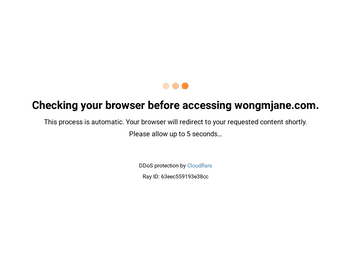 Checking your browser before accessing wongmjane.com.
This process is automatic. Your browser will redirect to your requested content shortly.
Please allow up to 5 seconds…
DDoS protection by Cloudflare
Ray ID: 63eec559193e38cc